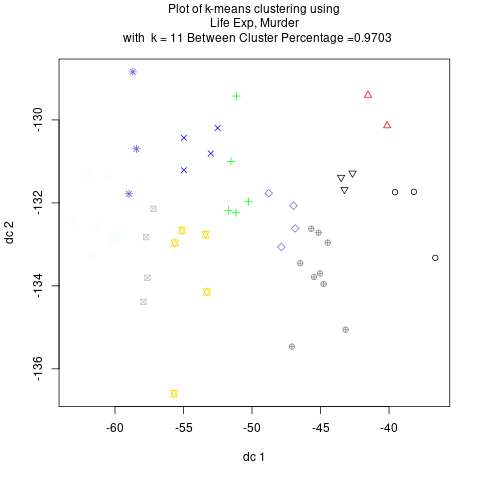 Plot of k-means clustering using
Life Exp, Murder
with  k = 11 Between Cluster Percentage =0.9703
-130
-132
-134
-136
dc 2
-60
-55
-50
-45
-40
dc 1